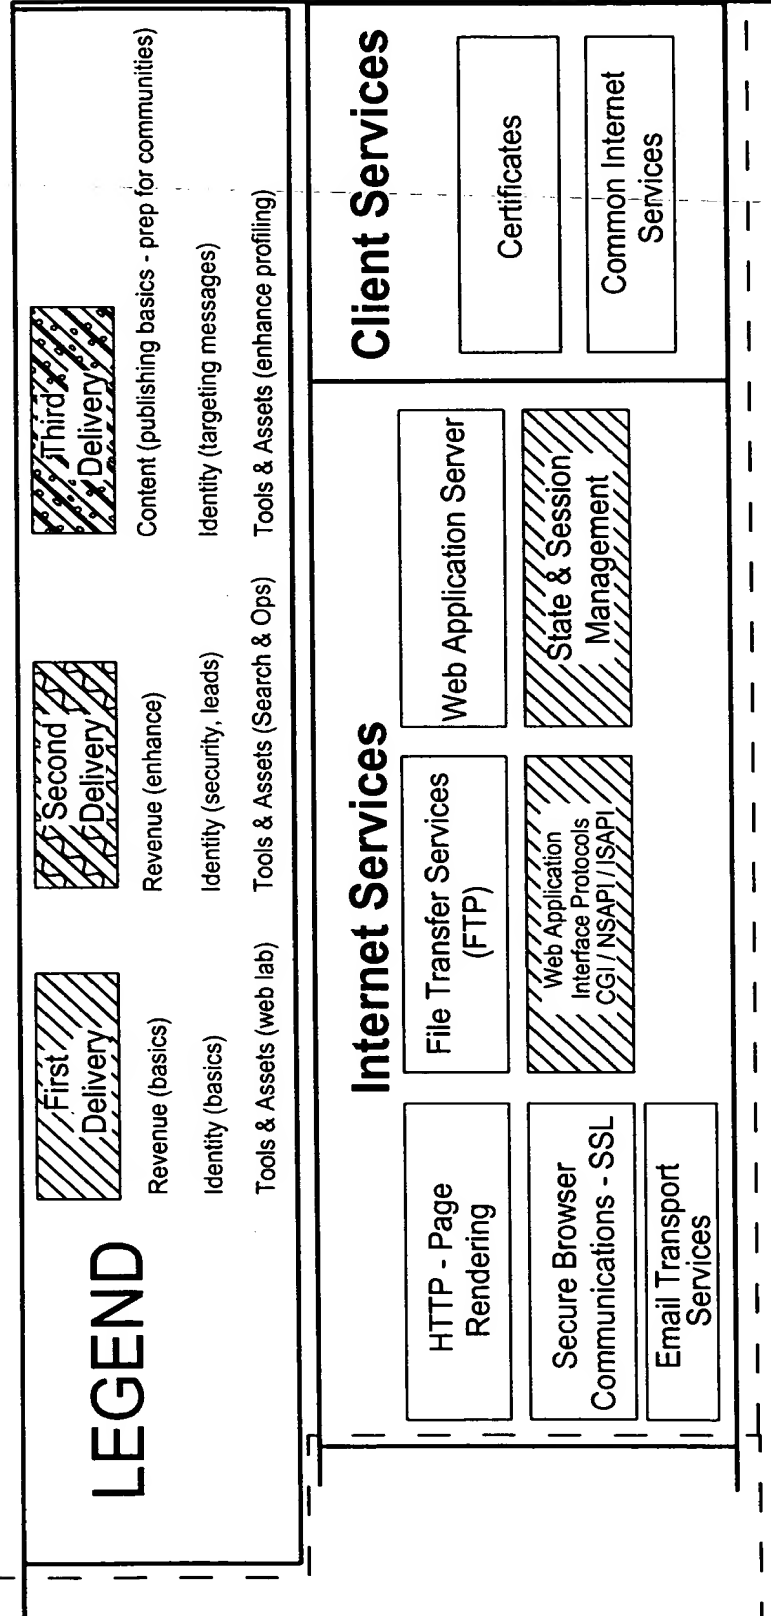 LEGEND
First
Delivery
Revenue (basics)
Identity (basics)
Tools & Assets (web lab)
Second
Delivery
Revenue (enhance)
Identity (security, leads)
Tools & Assets (Search & Ops)
Third
Delivery
Content (publishing basics - prep for communities)
Identity (targeting messages)
Tools & Assets (enhance profiling)
Internet Services
HTTP - Page
Rendering
File Transfer Services
(FTP)
Web Application Server
Secure Browser
Communications - SSL
Web Application
Interface Protocols
CGI / NSAPI / ISAPI
State & Session
Management
Email Transport
Services
Client Services
Certificates
Common Internet
Services